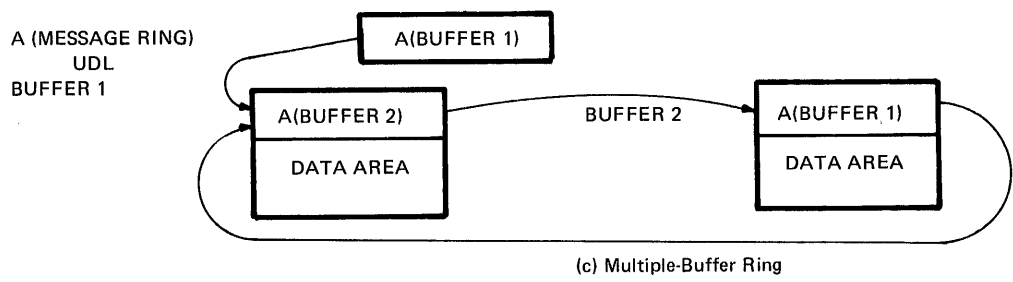 A (MESSAGE RING)
UDL
BUFFER 1
A(BUFFER 1)
A(BUFFER 2)
DATA AREA
BUFFER 2
A(BUFFER 1)
DATA AREA
(c) Multiple-Buffer Ring